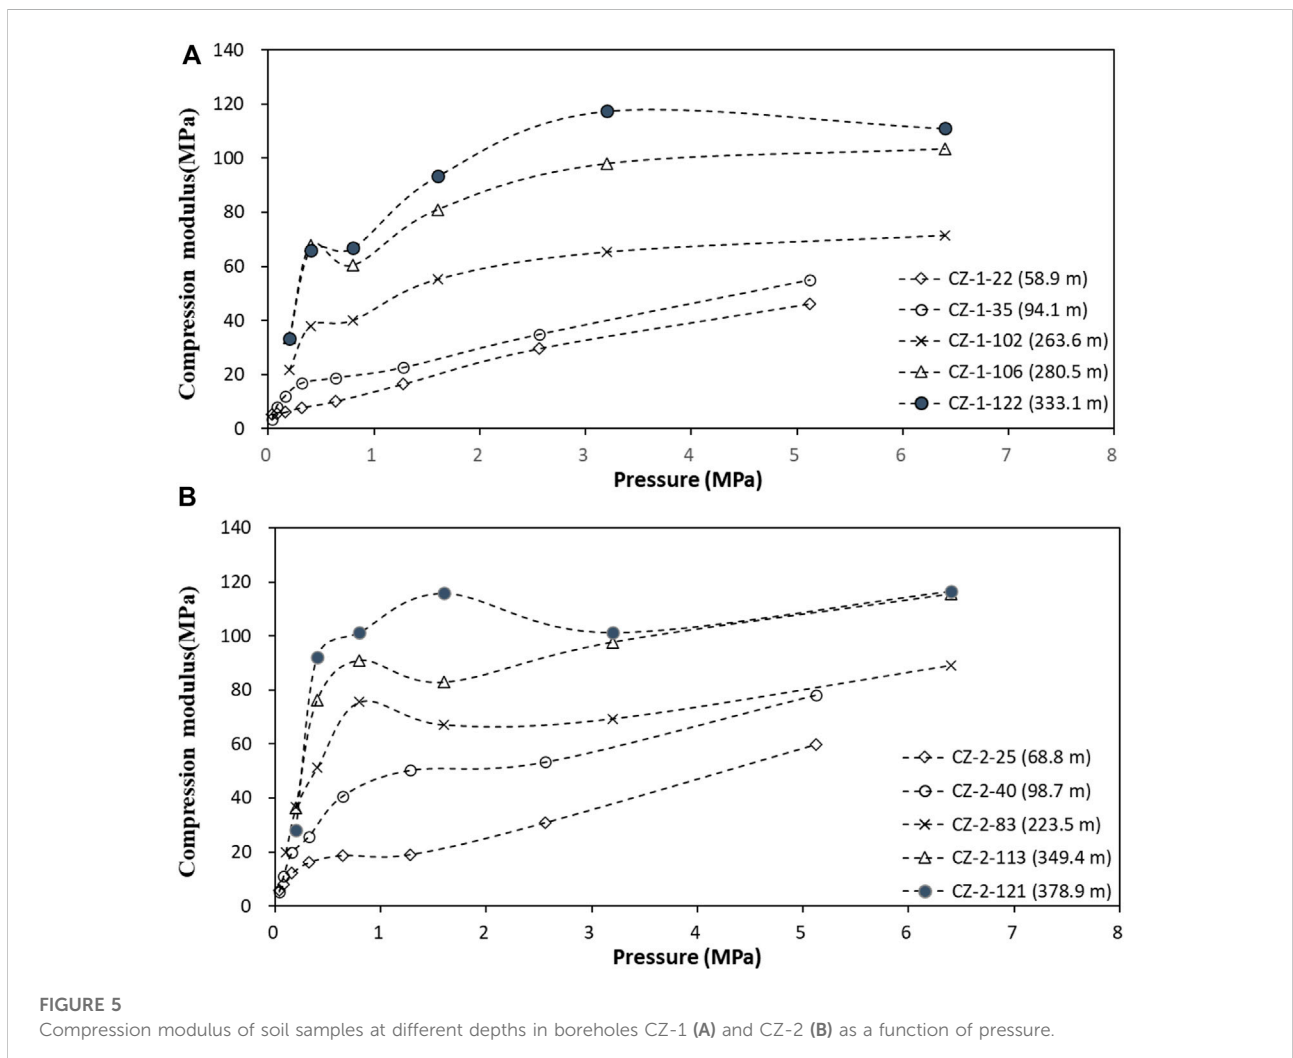 A
140
120
100
80
60
40
20
0
Compression modulus(MPa)
CZ-1-22 (58.9 m)
CZ-1-35 (94.1 m)
CZ-1-102 (263.6 m)
CZ-1-106 (280.5 m)
CZ-1-122 (333.1 m)
0 1 2 3 4 5 6 7 8
Pressure (MPa)
B
140
120
100
80
60
40
20
0
Compression modulus(MPa)
CZ-2-25 (68.8 m)
CZ-2-40 (98.7 m)
CZ-2-83 (223.5 m)
CZ-2-113 (349.4 m)
CZ-2-121 (378.9 m)
0 1 2 3 4 5 6 7 8
Pressure (MPa)
FIGURE 5
Compression modulus of soil samples at different depths in boreholes CZ-1 (A) and CZ-2 (B) as a function of pressure.